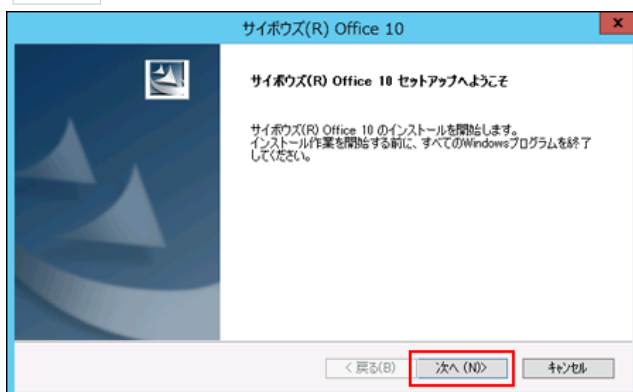 サイボウズ(R) Office 10
x
サイボウズ(R) Office 10 セットアップへようこそ
サイボウズ(R) Office 10 のインストールを開始します。
インストール作業を開始する前に、すべてのWindowsプログラムを終了
してください。
< 戻る(B)
次へ (N)>
キャンセル